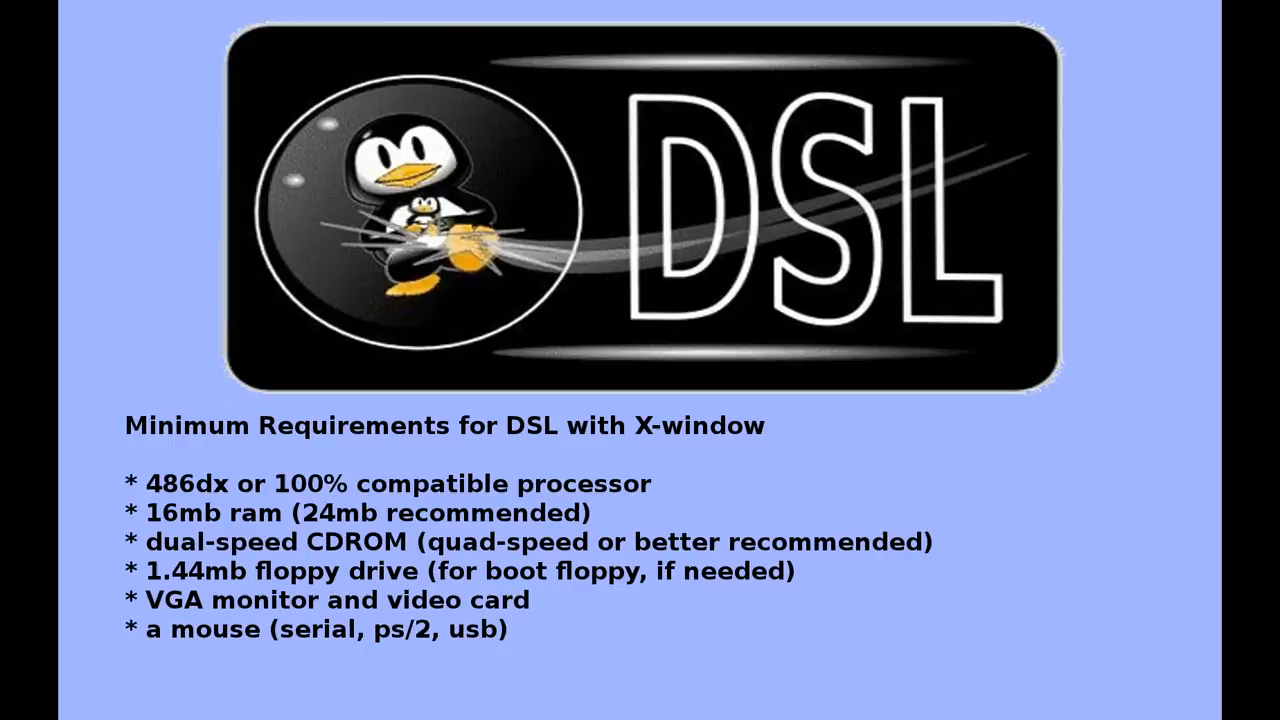 DSL
Minimum Requirements for DSL with X-window
* 486dx or 100% compatible processor
* 16mb ram (24mb recommended)
* dual-speed CDROM (quad-speed or better recommended)
* 1.44mb floppy drive (for boot floppy, if needed)
* VGA monitor and video card
* a mouse (serial, ps/2, usb)